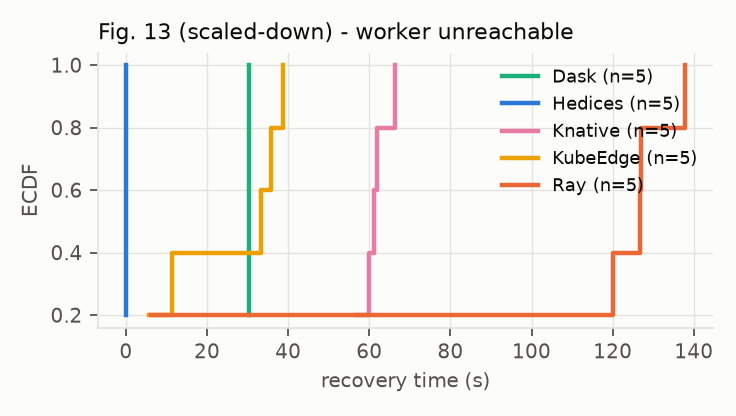 Fig. 13 (scaled-down) - worker unreachable
1.0
0.8
0.6
0.4
0.2
ECDF
Dask (n=5)
Hedices (n=5)
Knative (n=5)
KubeEdge (n=5)
Ray (n=5)
0 20 40 60 80 100 120 140
recovery time (s)